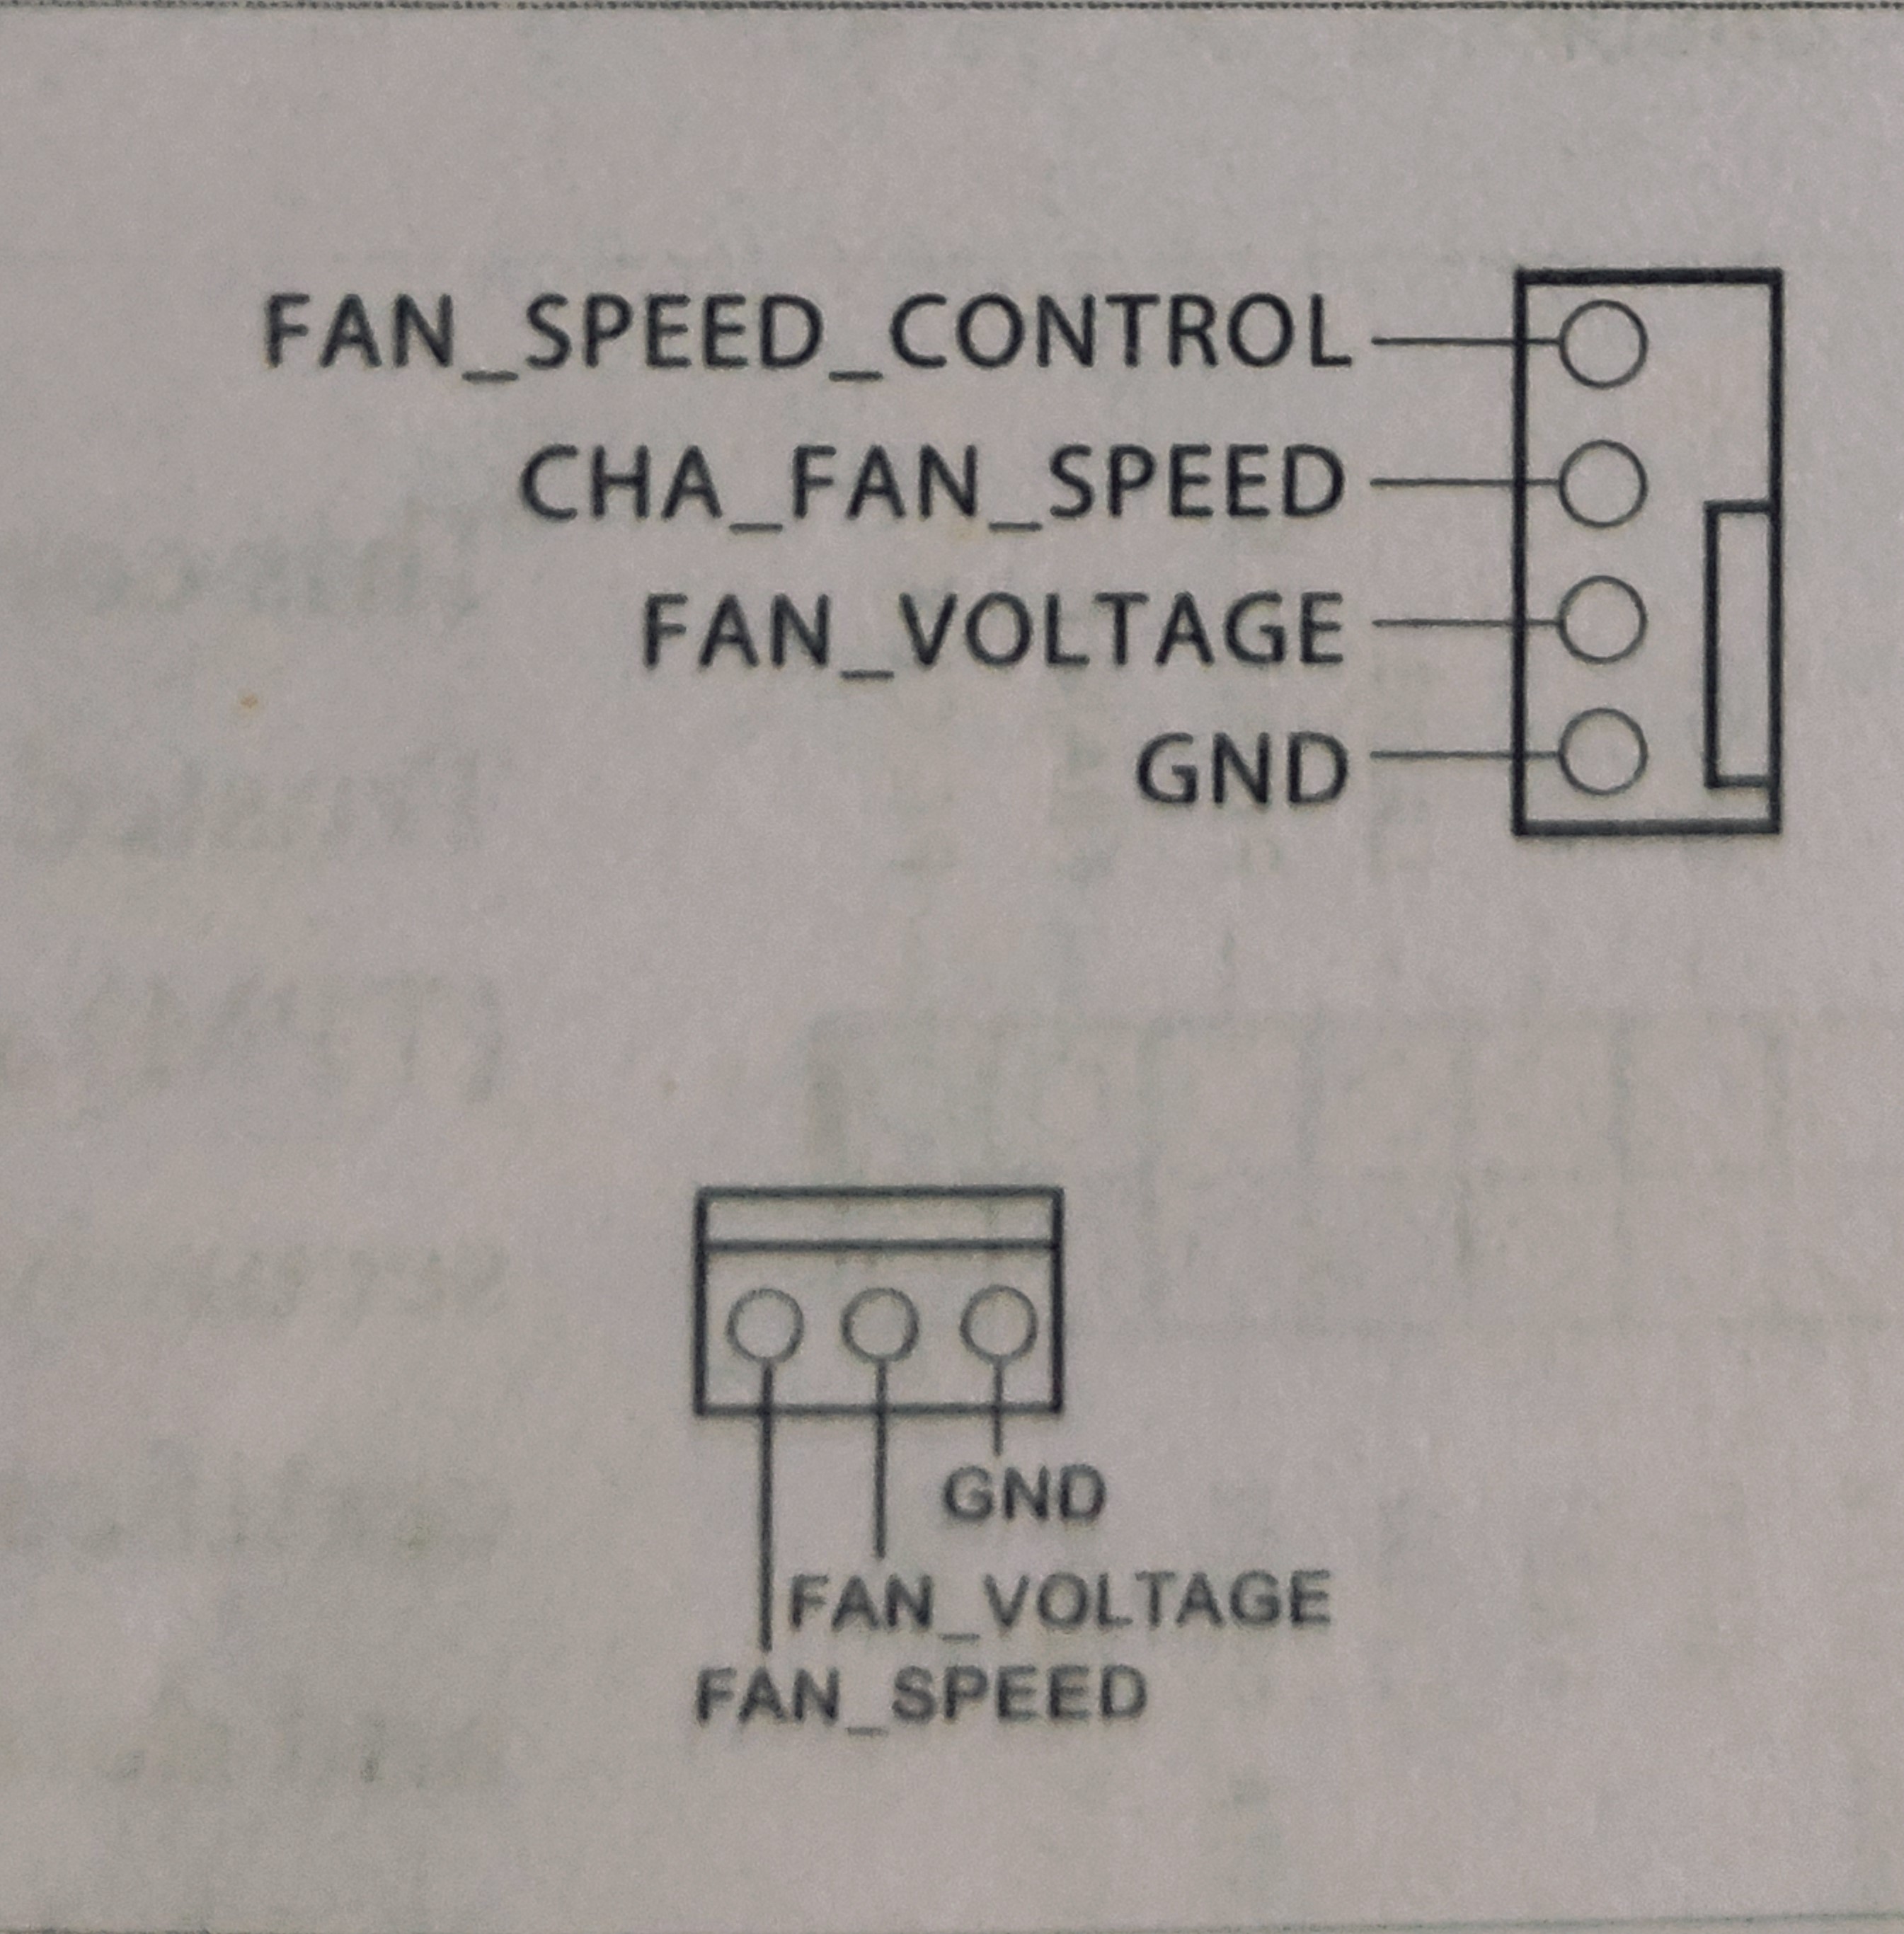 FAN_SPEED_CONTROL
CHA_FAN_SPEED
FAN_VOLTAGE
GND
GND
FAN_VOLTAGE
FAN_SPEED